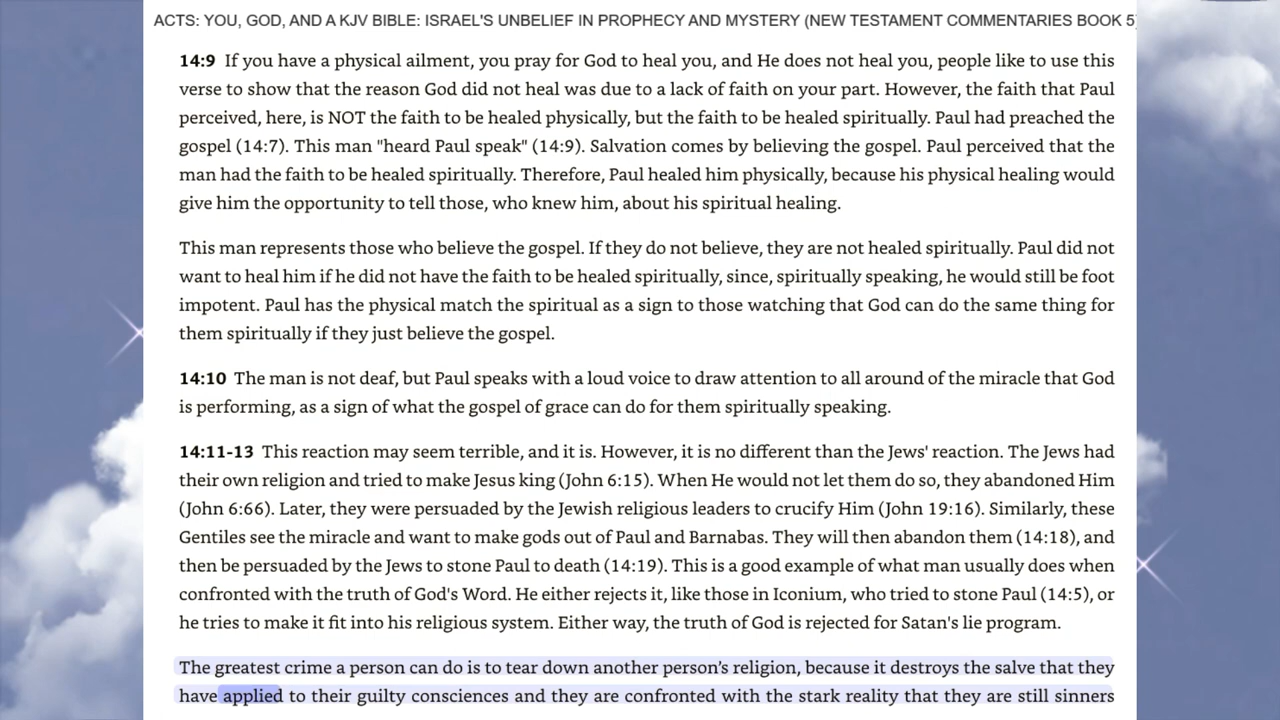 ACTS: YOU, GOD, AND A KJV BIBLE: ISRAEL'S UNBELIEF IN PROPHECY AND MYSTERY (NEW TESTAMENT COMMENTARIES BOOK 5)
14:9 If you have a physical ailment, you pray for God to heal you, and He does not heal you, people like to use this
verse to show that the reason God did not heal was due to a lack of faith on your part. However, the faith that Paul
perceived, here, is NOT the faith to be healed physically, but the faith to be healed spiritually. Paul had preached the
gospel (14:7). This man "heard Paul speak" (14:9). Salvation comes by believing the gospel. Paul perceived that the
man had the faith to be healed spiritually. Therefore, Paul healed him physically, because his physical healing would
give him the opportunity to tell those, who knew him, about his spiritual healing.
This man represents those who believe the gospel. If they do not believe, they are not healed spiritually. Paul did not
want to heal him if he did not have the faith to be healed spiritually, since, spiritually speaking, he would still be foot
impotent. Paul has the physical match the spiritual as a sign to those watching that God can do the same thing for
them spiritually if they just believe the gospel.
14:10 The man is not deaf, but Paul speaks with a loud voice to draw attention to all around of the miracle that God
is performing, as a sign of what the gospel of grace can do for them spiritually speaking.
14:11-13 This reaction may seem terrible, and it is. However, it is no different than the Jews' reaction. The Jews had
their own religion and tried to make Jesus king (John 6:15). When He would not let them do so, they abandoned Him
(John 6:66). Later, they were persuaded by the Jewish religious leaders to crucify Him (John 19:16). Similarly, these
Gentiles see the miracle and want to make gods out of Paul and Barnabas. They will then abandon them (14:18), and
then be persuaded by the Jews to stone Paul to death (14:19). This is a good example of what man usually does when
confronted with the truth of God's Word. He either rejects it, like those in Iconium, who tried to stone Paul (14:5), or
he tries to make it fit into his religious system. Either way, the truth of God is rejected for Satan's lie program.
The greatest crime a person can do is to tear down another person’s religion, because it destroys the salve that they
have applied to their guilty consciences and they are confronted with the stark reality that they are still sinners